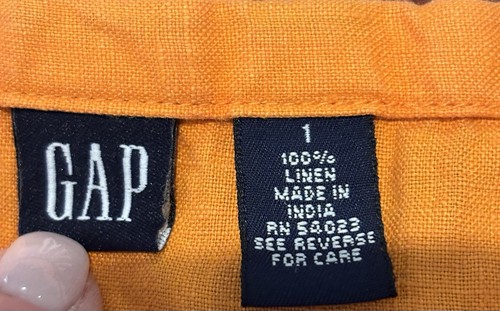 GAP
1
100%
LINEN
MADE IN
INDIA
RN 54023
SEE REVERSE
FOR CARE